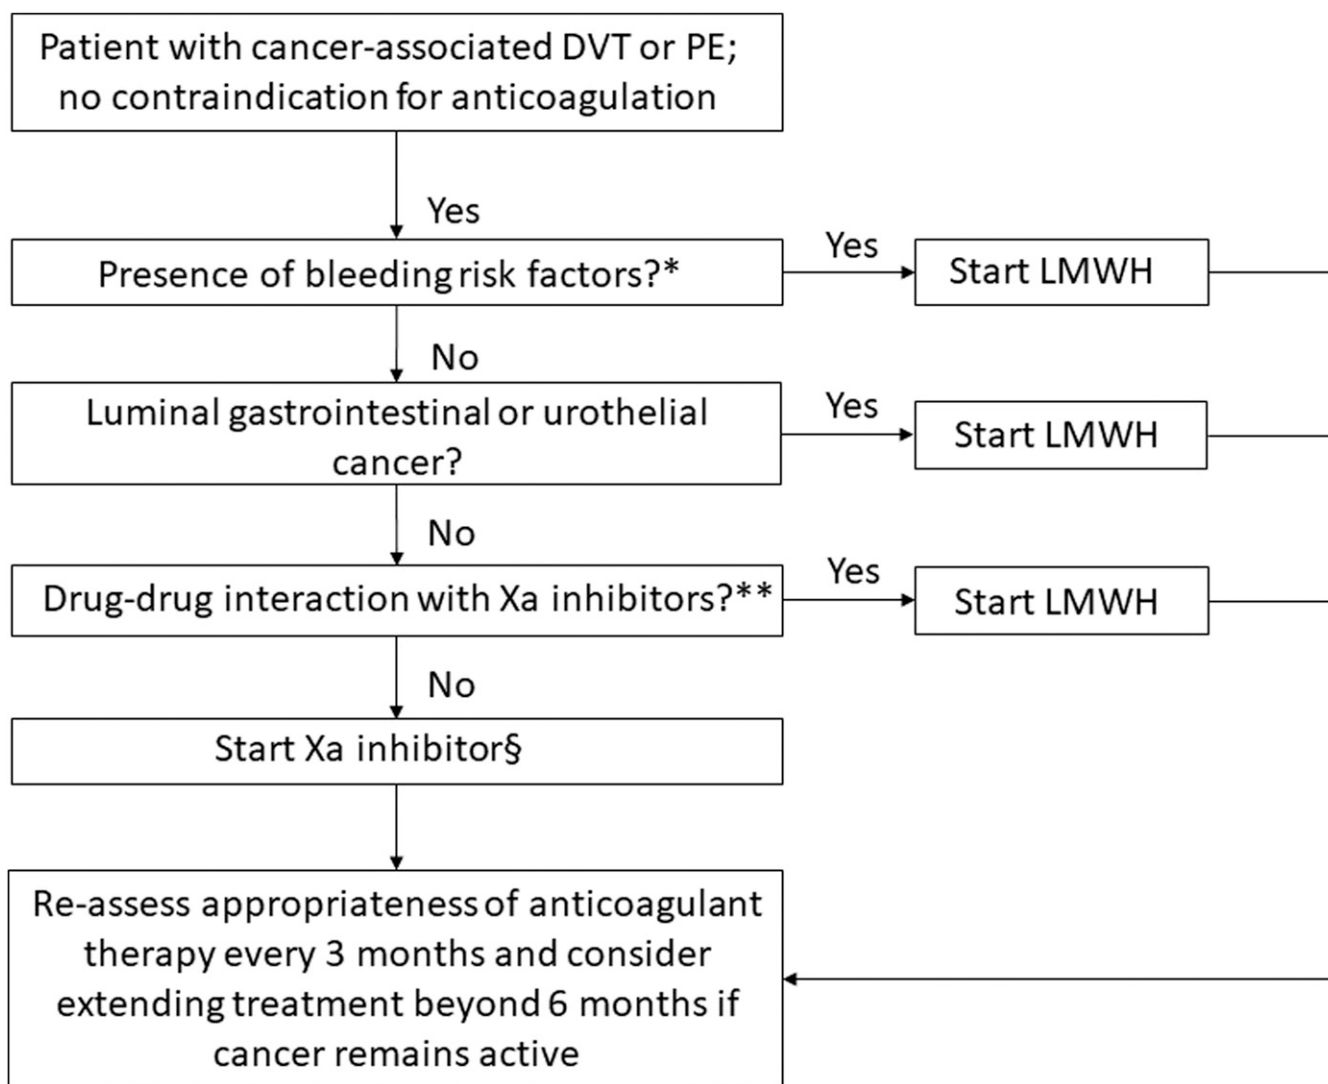 Patient with cancer-associated DVT or PE;
no contraindication for anticoagulation
Yes
Presence of bleeding risk factors?*
Yes
Start LMWH
No
Luminal gastrointestinal or urothelial
cancer?
Yes
Start LMWH
No
Drug-drug interaction with Xa inhibitors?**
Yes
Start LMWH
No
Start Xa inhibitor§
Re-assess appropriateness of anticoagulant
therapy every 3 months and consider
extending treatment beyond 6 months if
cancer remains active